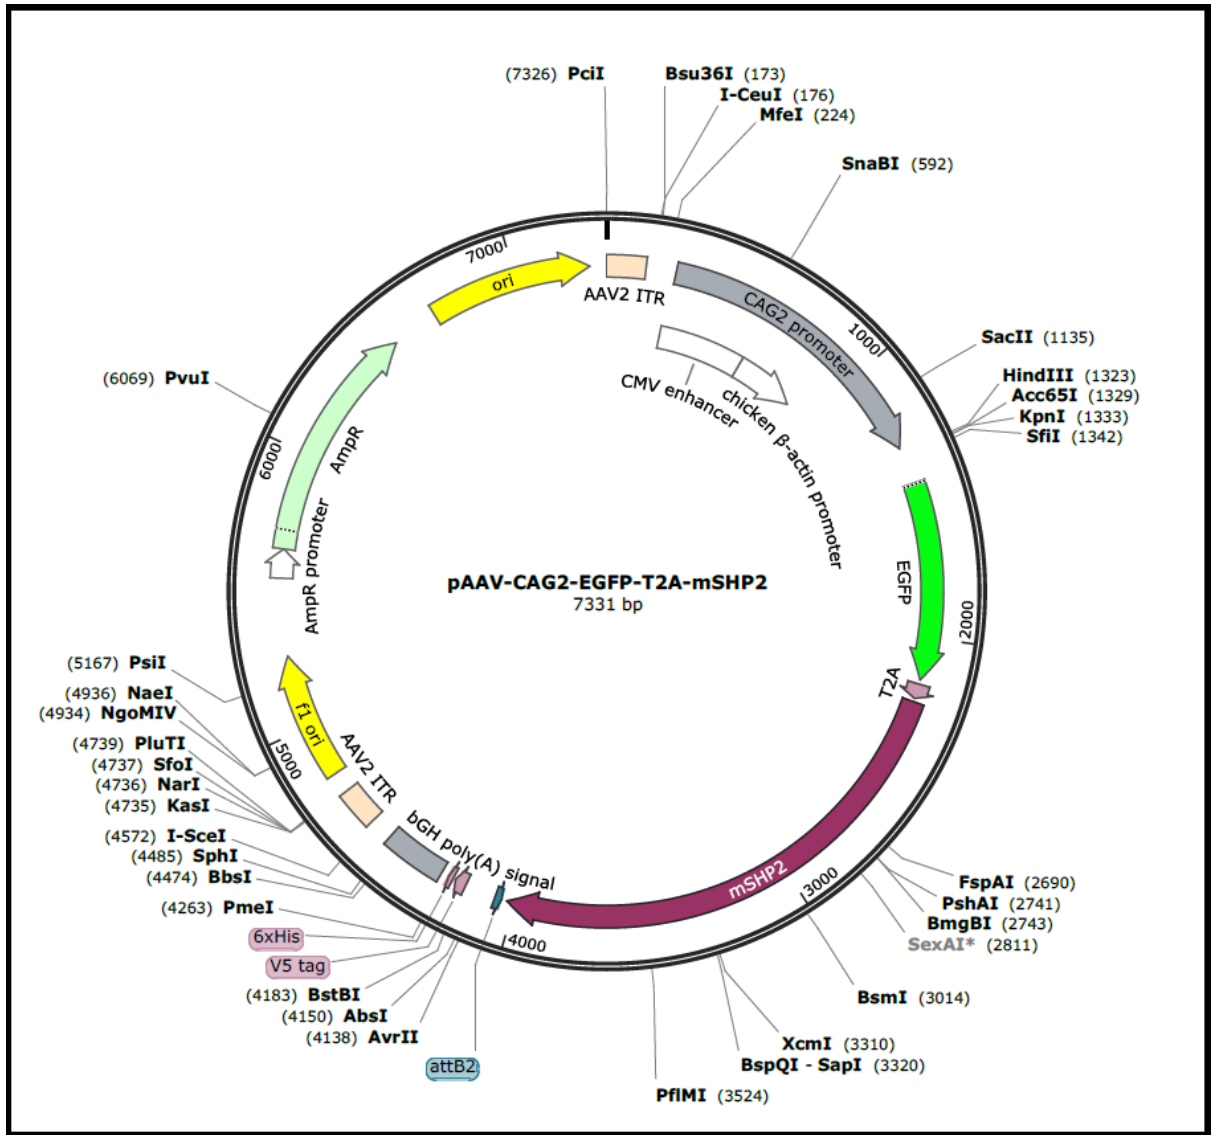 (7326) PciI
Bsu36I (173)
I-CeuI (176)
MfeI (224)
SnaBI (592)
SacII (1135)
HindIII (1323)
Acc65I (1329)
KpnI (1333)
SfiI (1342)
FspAI (2690)
PshAI (2741)
BmgBI (2743)
SexAI* (2811)
BsmI (3014)
XcmI (3310)
BspQI - SapI (3320)
PflMI (3524)
attB2
(4138) AvrII
(4150) AbsI
(4183) BstBI
V5 tag
6xHis
(4263) PmeI
(4474) BbsI
(4485) SphI
(4572) I-SceI
(4735) KasI
(4736) NarI
(4737) SfoI
(4739) PluTI
(4934) NgoMIV
(4936) NaeI
(5167) PsiI
(6069) PvuI
1000
2000
3000
4000
5000
6000
7000
AAV2 ITR
CAG2 promoter
CMV enhancer
chicken β-actin promoter
EGFP
T2A
mSHP2
bGH poly(A) signal
AAV2 ITR
f1 ori
AmpR promoter
AmpR
ori
pAAV-CAG2-EGFP-T2A-mSHP2
7331 bp